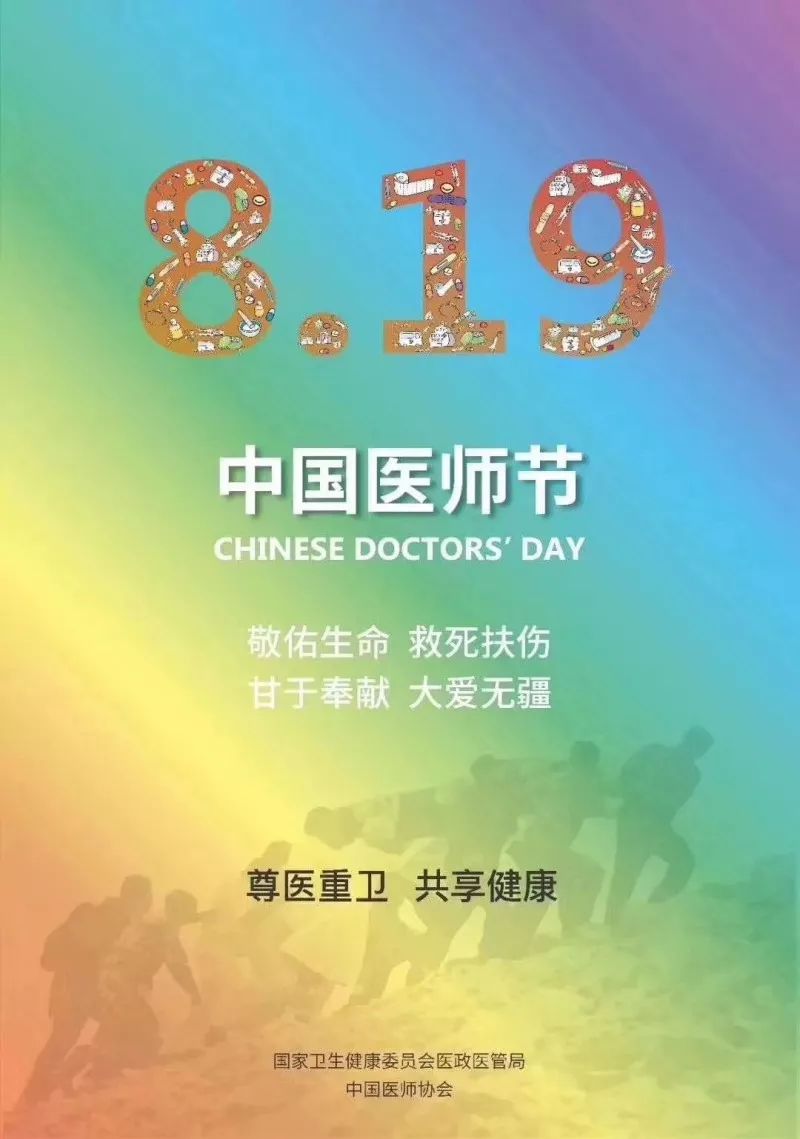 8.19
中国医师节
CHINESE DOCTORS' DAY
敬佑生命 救死扶伤
甘于奉献 大爱无疆
尊医重卫 共享健康
国家卫生健康委员会医政医管局
中国医师协会